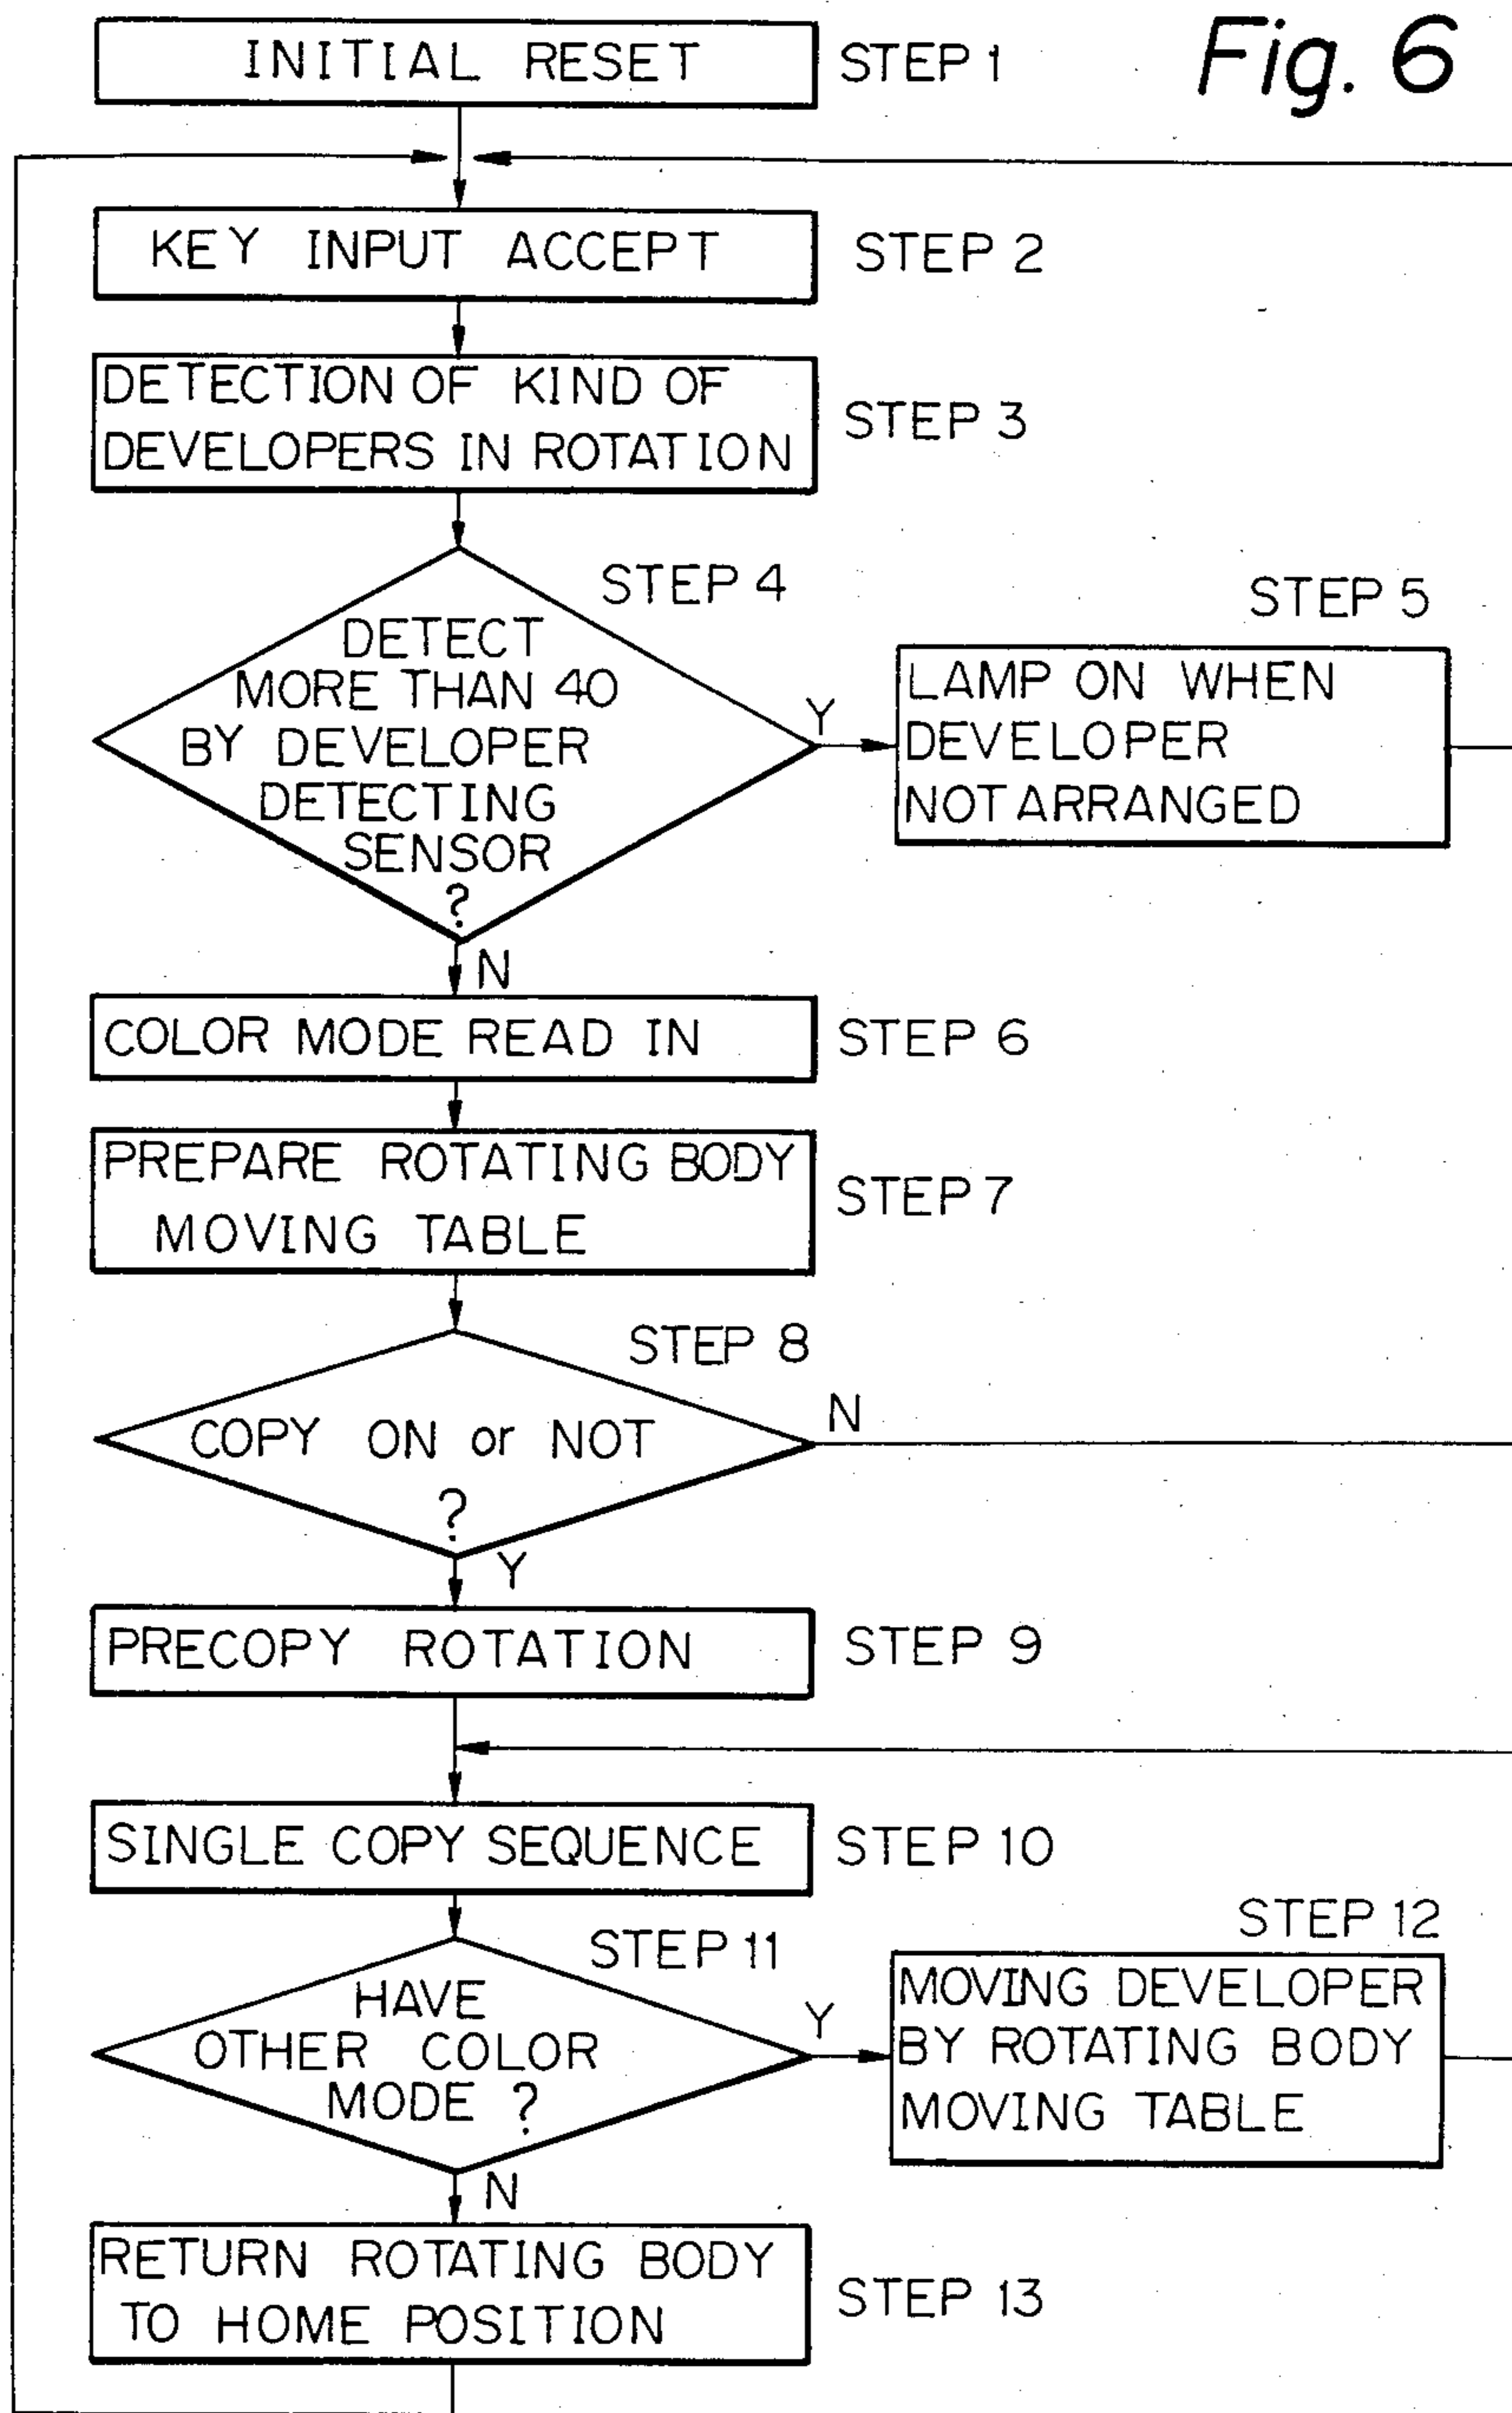 Fig. 6
INITIAL RESET
STEP 1
KEY INPUT ACCEPT
STEP 2
DETECTION OF KIND OF
DEVELOPERS IN ROTATION
STEP 3
STEP 4
DETECT
MORE THAN 40
BY DEVELOPER
DETECTING
SENSOR
?
Y
N
STEP 5
LAMP ON WHEN
DEVELOPER
NOT ARRANGED
COLOR MODE READ IN
STEP 6
PREPARE ROTATING BODY
MOVING TABLE
STEP 7
STEP 8
COPY ON or NOT
?
N
Y
PRECOPY ROTATION
STEP 9
SINGLE COPY SEQUENCE
STEP 10
STEP 11
HAVE
OTHER COLOR
MODE ?
Y
N
STEP 12
MOVING DEVELOPER
BY ROTATING BODY
MOVING TABLE
RETURN ROTATING BODY
TO HOME POSITION
STEP 13